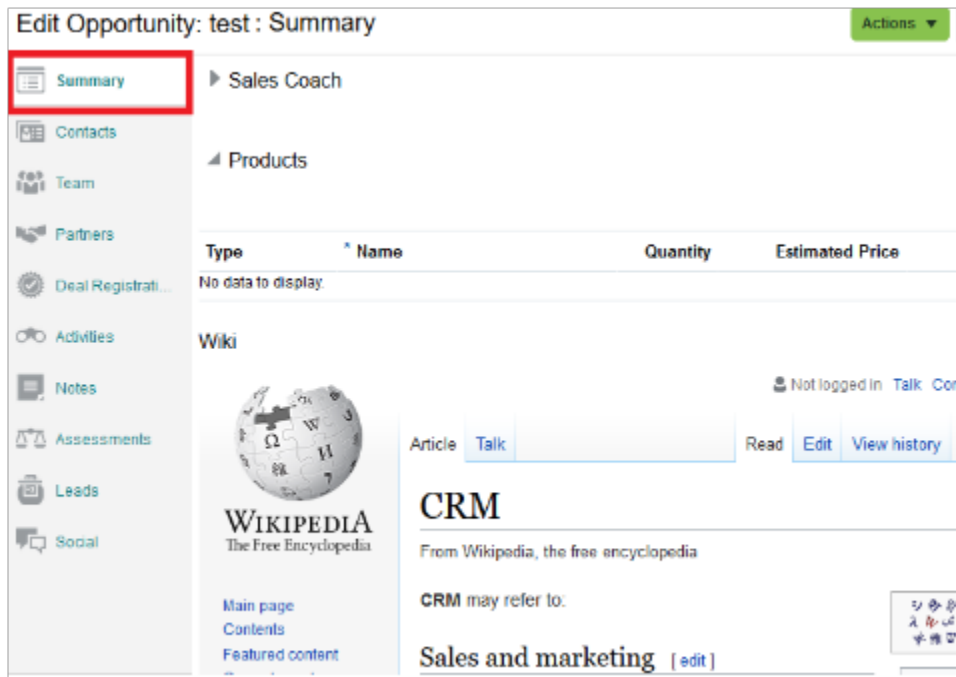 Edit Opportunity: test : Summary
Actions
Summary
Contacts
Team
Partners
Deal Registrati...
Activities
Notes
Assessments
Leads
Social
Sales Coach
Products
Type * Name Quantity Estimated Price
No data to display.
Wiki
Not logged in Talk
WIKIPEDIA
The Free Encyclopedia
Main page
Contents
Featured content
Article Talk Read Edit View history
CRM
From Wikipedia, the free encyclopedia
CRM may refer to:
Sales and marketing [ edit ]